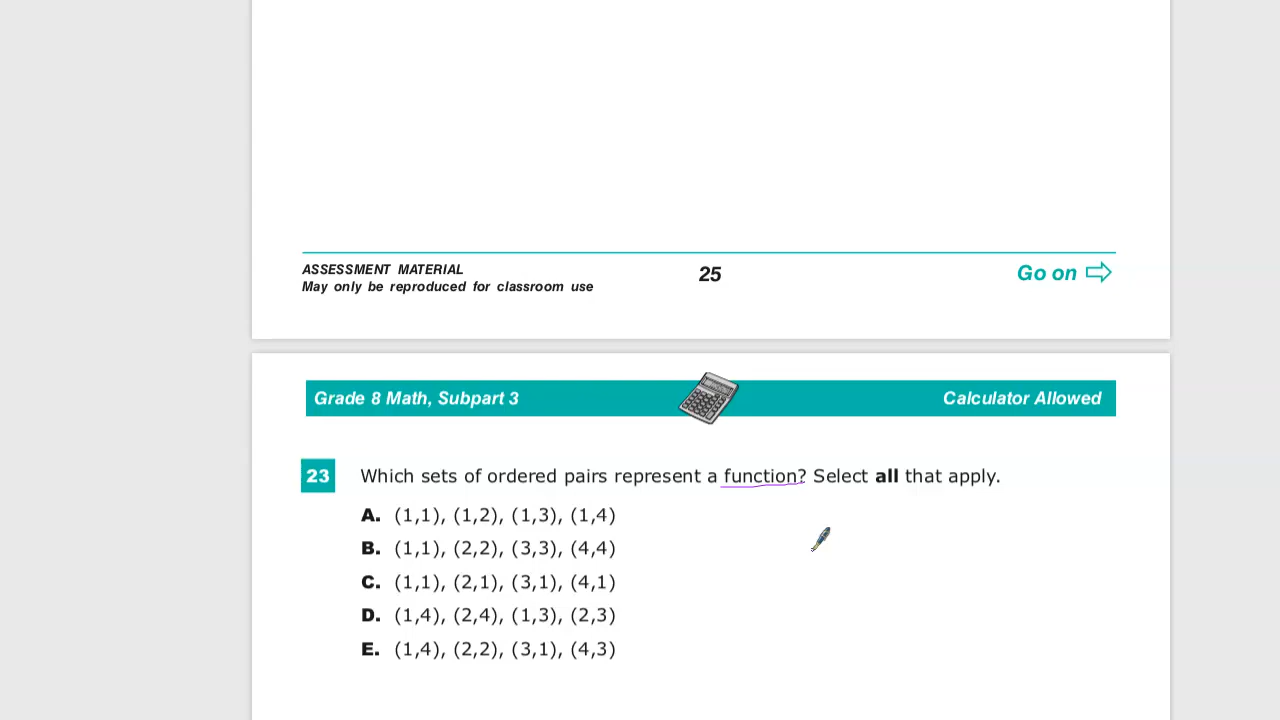 ASSESSMENT MATERIAL
May only be reproduced for classroom use
25
Go on
Grade 8 Math, Subpart 3
Calculator Allowed
23 Which sets of ordered pairs represent a function? Select all that apply.
A. (1,1), (1,2), (1,3), (1,4)
B. (1,1), (2,2), (3,3), (4,4)
C. (1,1), (2,1), (3,1), (4,1)
D. (1,4), (2,4), (1,3), (2,3)
E. (1,4), (2,2), (3,1), (4,3)